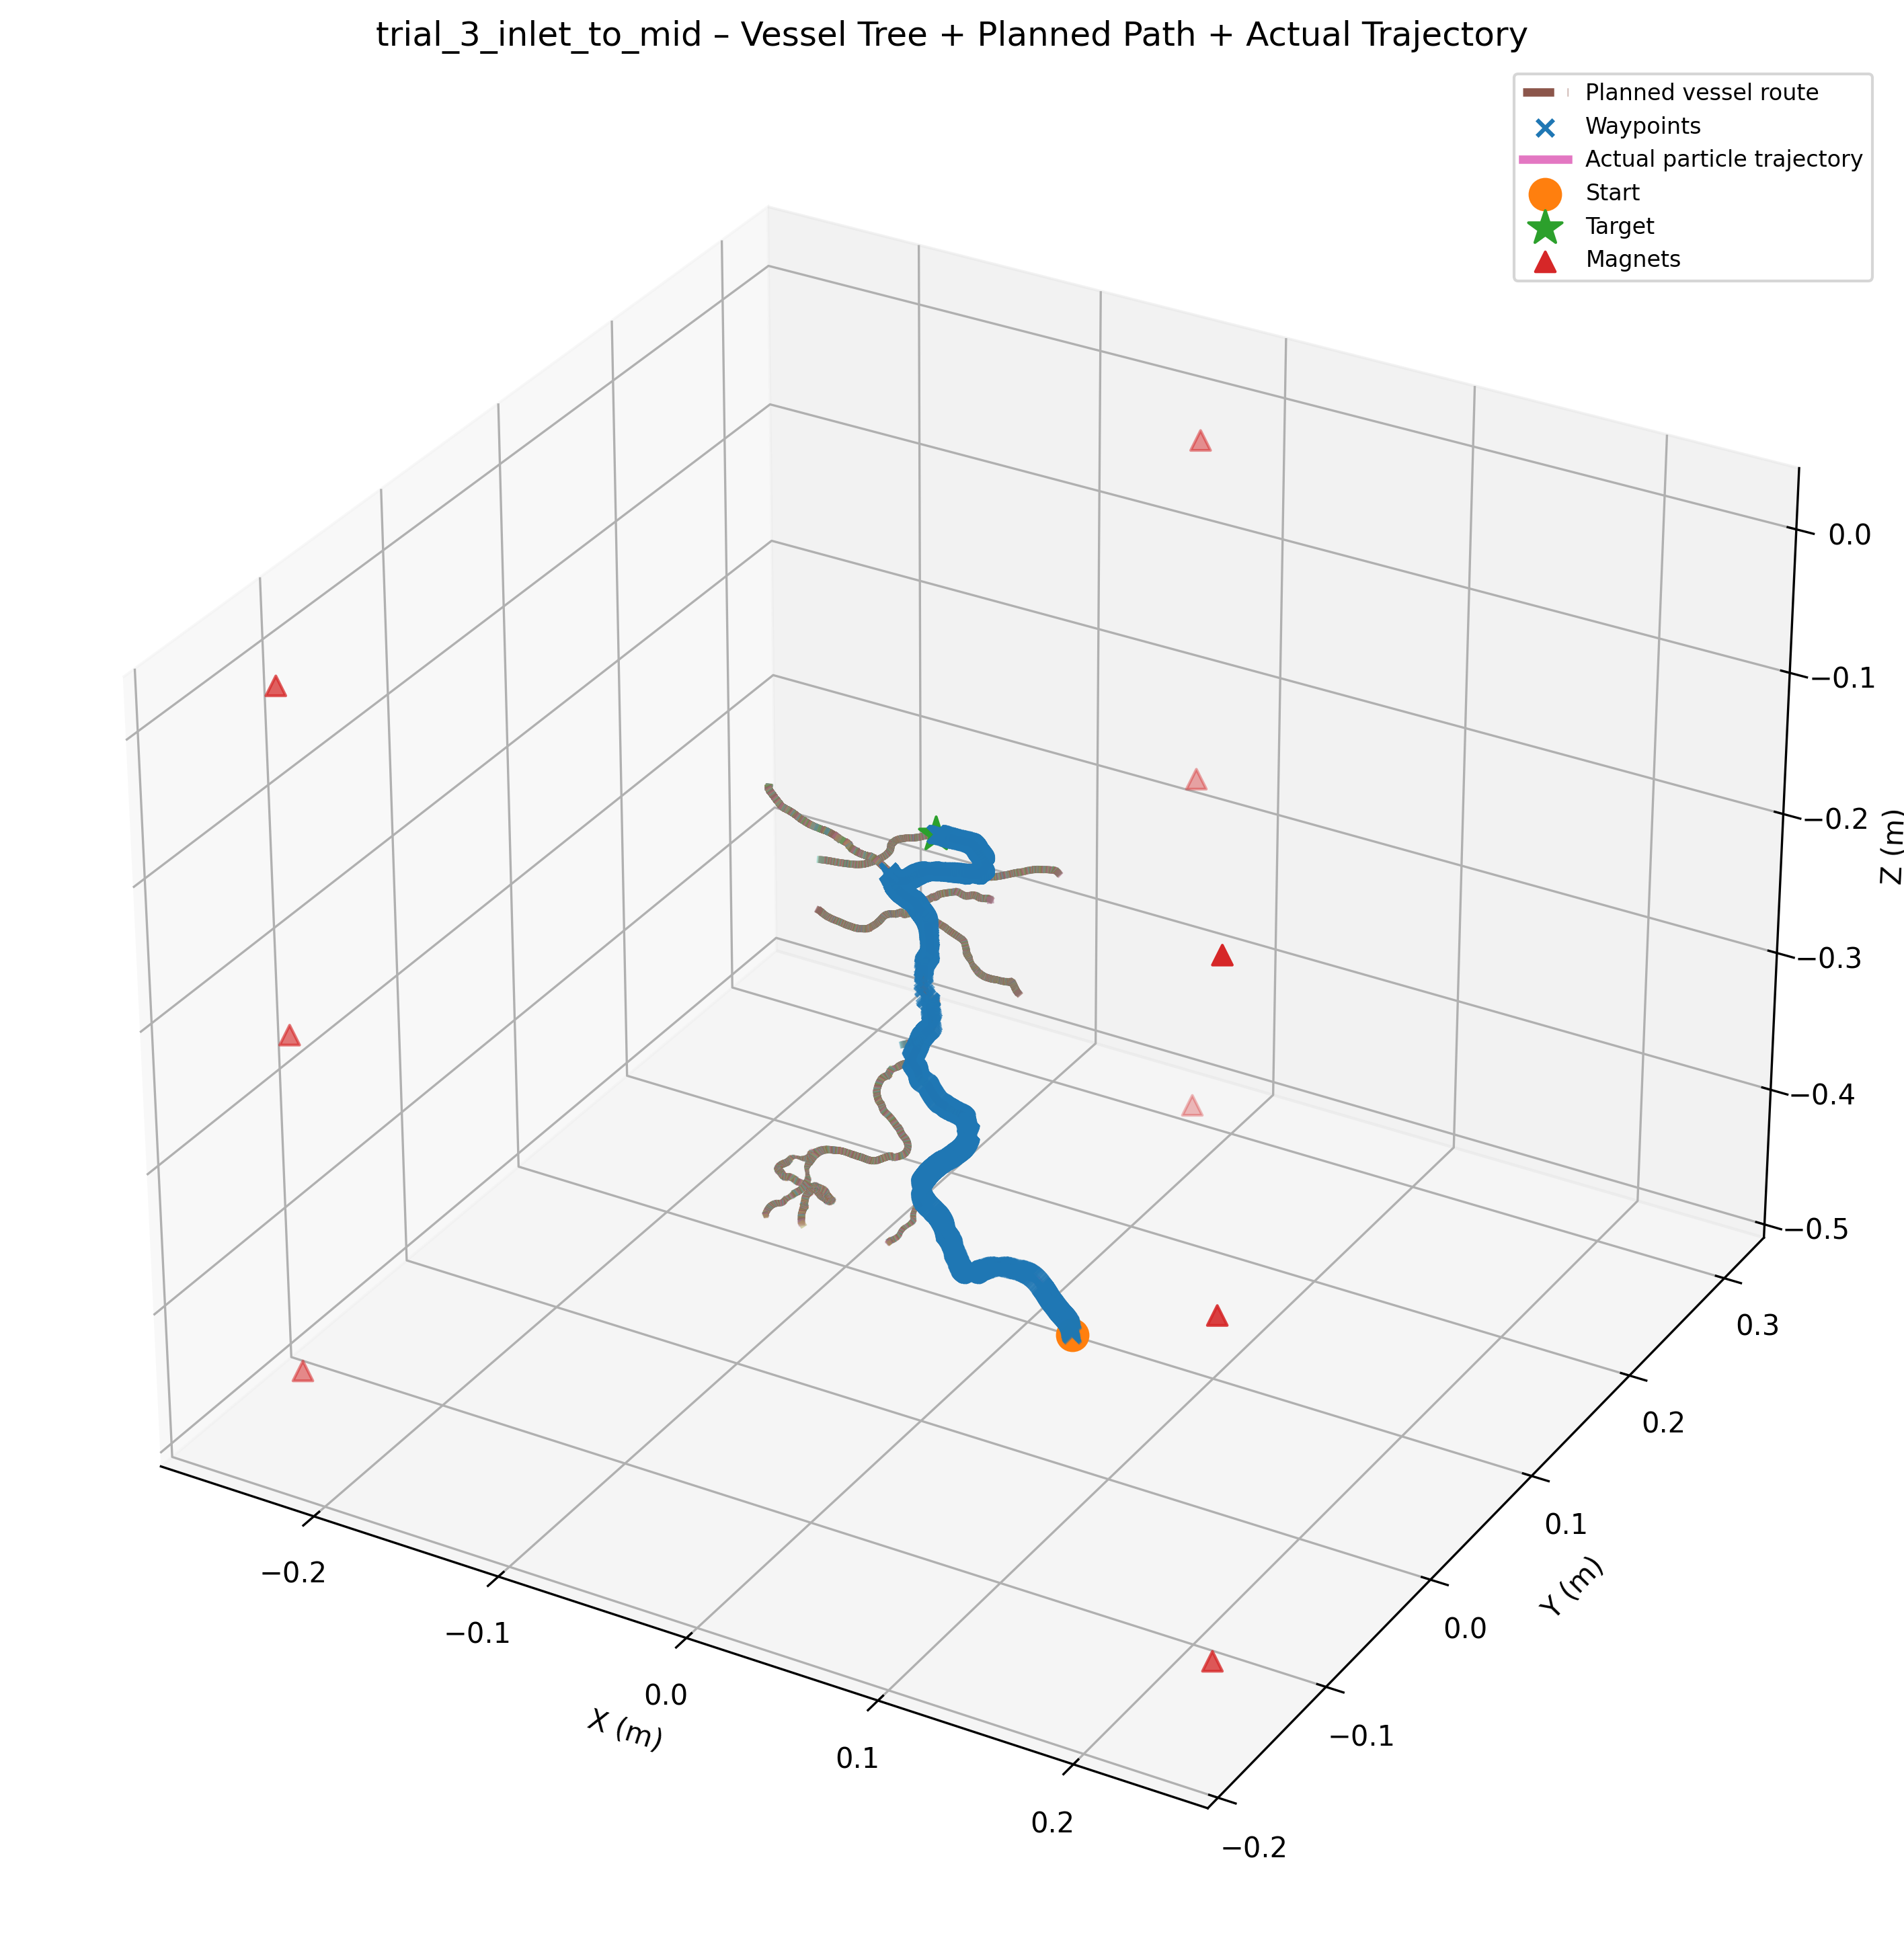 trial_3_inlet_to_mid – Vessel Tree + Planned Path + Actual Trajectory
Planned vessel route
Waypoints
Actual particle trajectory
Start
Target
Magnets
0.0
−0.1
−0.2
−0.3
−0.4
−0.5
Z (m)
0.3
0.2
0.1
0.0
−0.1
−0.2
Y (m)
−0.2
−0.1
0.0
0.1
0.2
X (m)